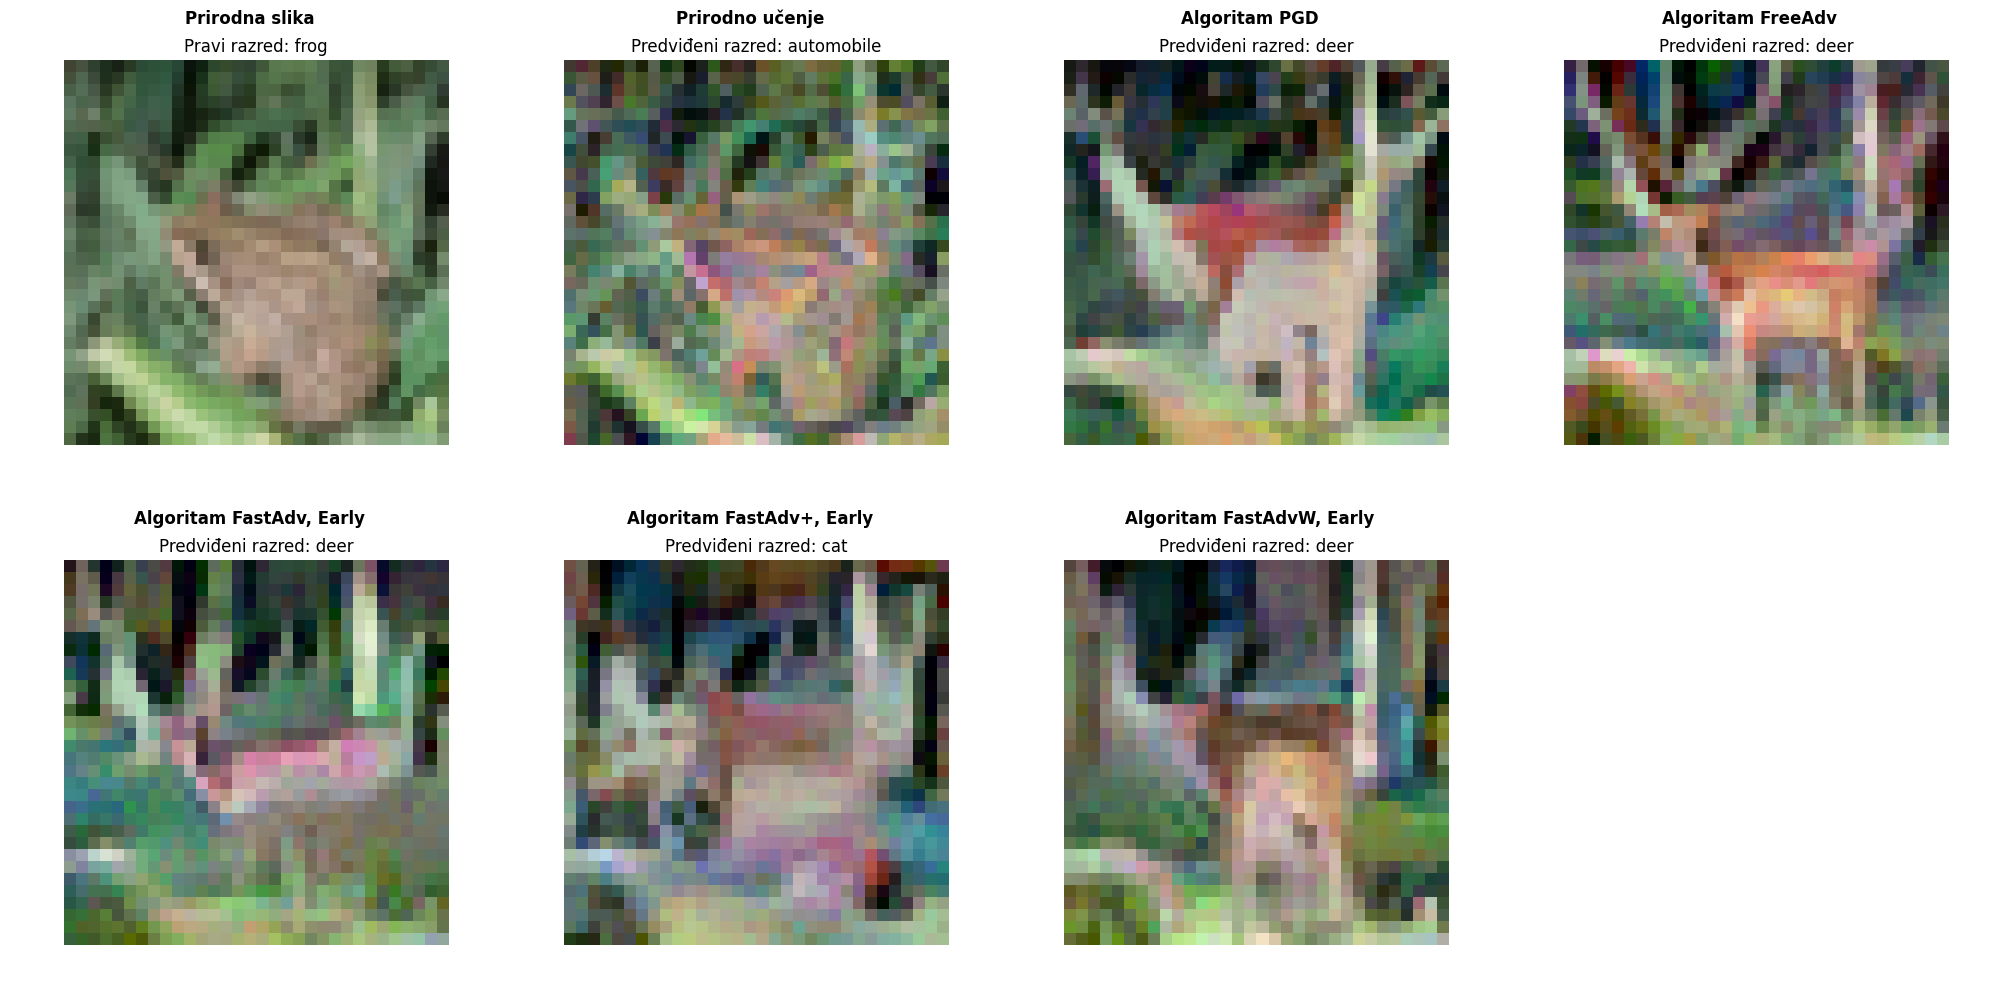 Prirodna slika
Pravi razred: frog
Prirodno učenje
Predviđeni razred: automobile
Algoritam PGD
Predviđeni razred: deer
Algoritam FreeAdv
Predviđeni razred: deer
Algoritam FastAdv, Early
Predviđeni razred: deer
Algoritam FastAdv+, Early
Predviđeni razred: cat
Algoritam FastAdvW, Early
Predviđeni razred: deer